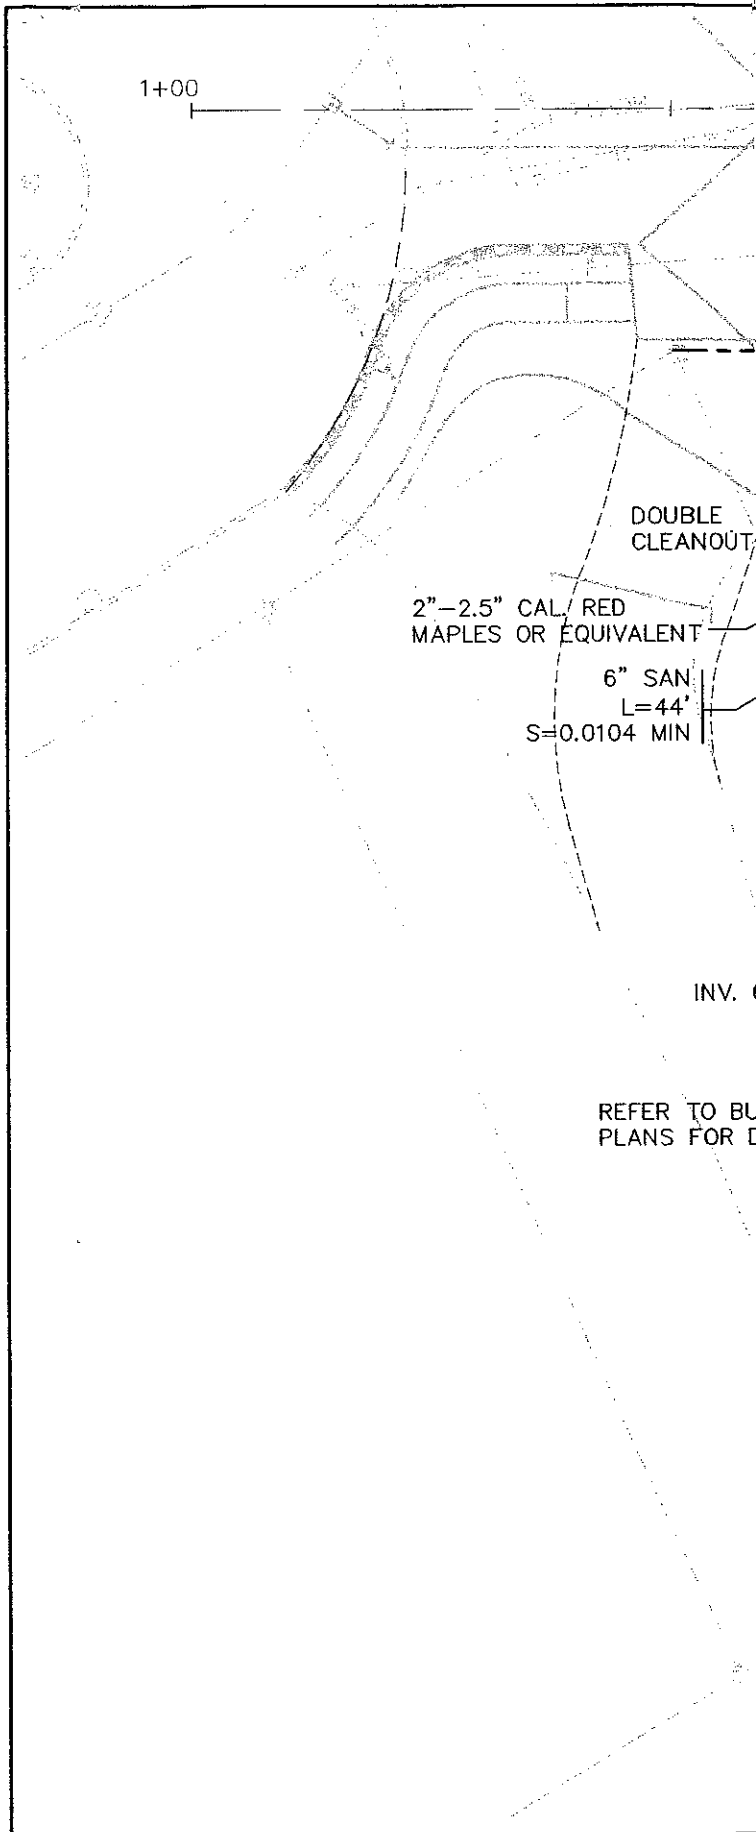 1+00
DOUBLE
CLEANOUT
2"-2.5" CAL. RED
MAPLES OR EQUIVALENT
6" SAN
L=44'
S=0.0104 MIN
INV.
REFER TO BU
PLANS FOR D